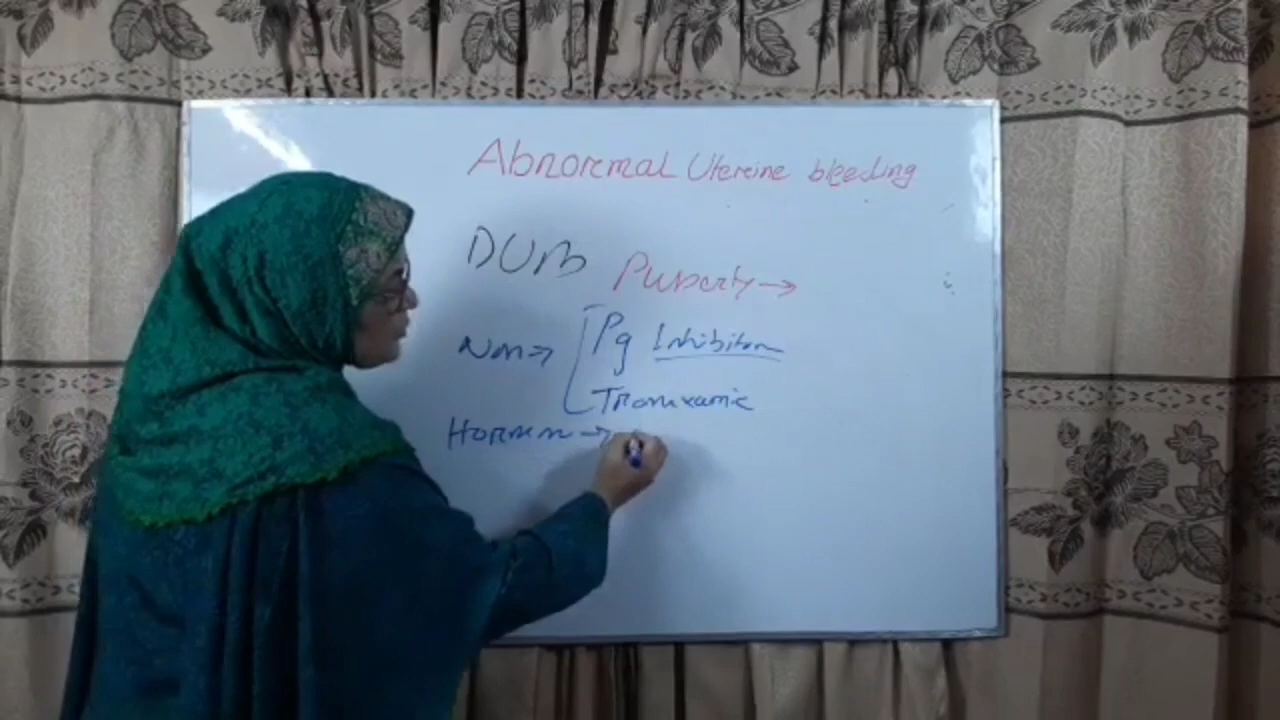 Abnormal Uterine bleeding
DUB Puberty →
Non → Pg Inhibitor
Tranexamic
Hormon →